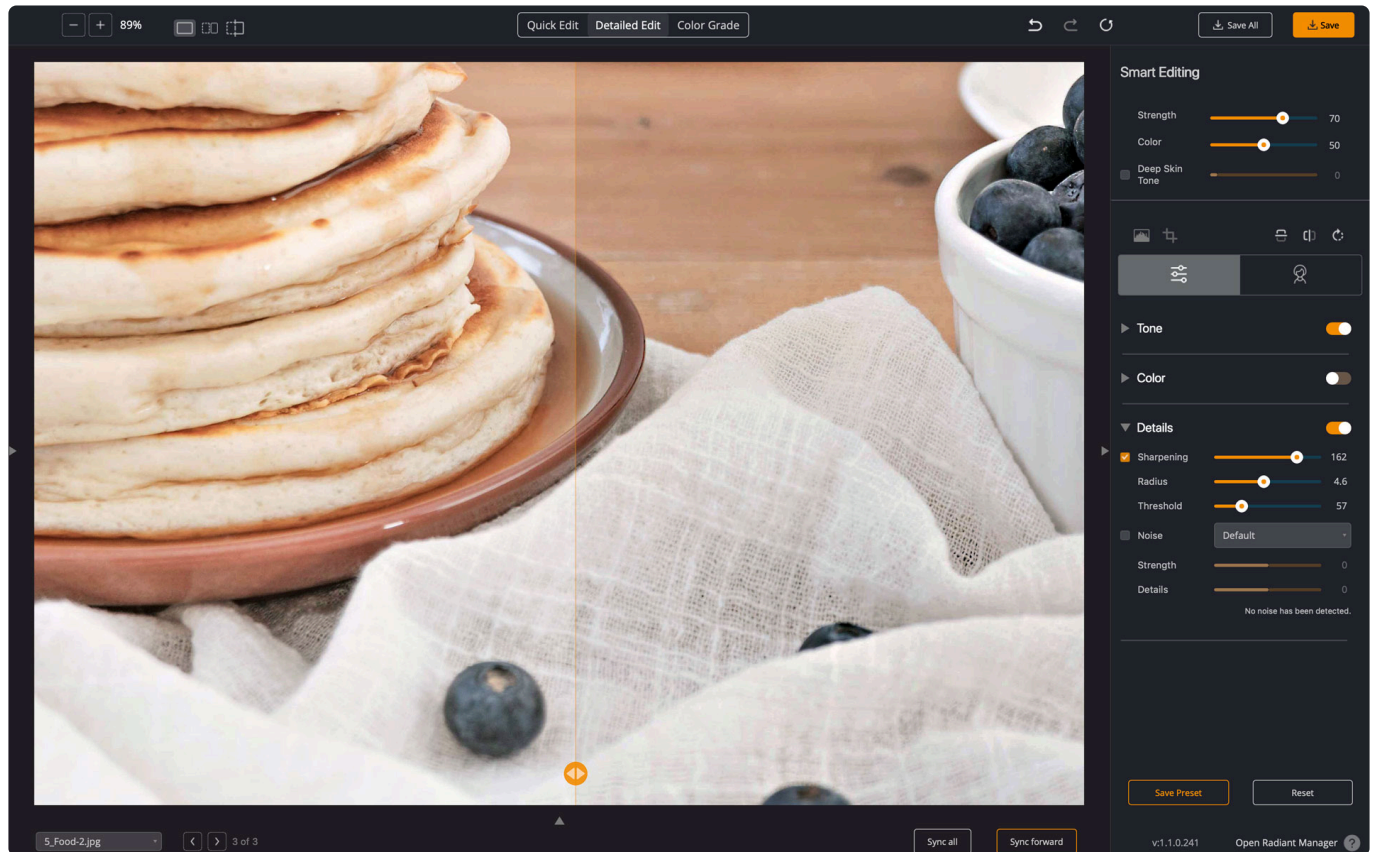 89%
Quick Edit Detailed Edit Color Grade
Save All
Save
Smart Editing
Strength 70
Color 50
Deep Skin
Tone 0
Tone
Color
Details
Sharpening 162
Radius 4.6
Threshold 57
Noise Default
Strength 0
Details 0
No noise has been detected.
Save Preset Reset
5_Food-2.jpg 3 of 3 Sync all Sync forward v:1.1.0.241 Open Radiant Manager ?